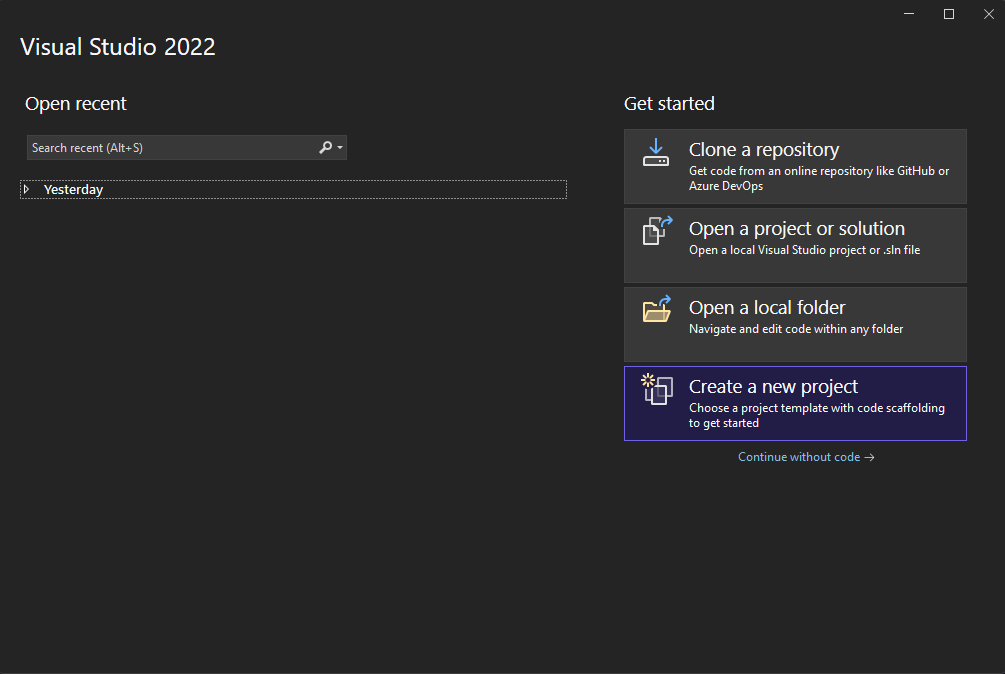 Visual Studio 2022
Open recent
Search recent (Alt+S)
Yesterday
Get started
Clone a repository
Get code from an online repository like GitHub or
Azure DevOps
Open a project or solution
Open a local Visual Studio project or .sln file
Open a local folder
Navigate and edit code within any folder
Create a new project
Choose a project template with code scaffolding
to get started
Continue without code →